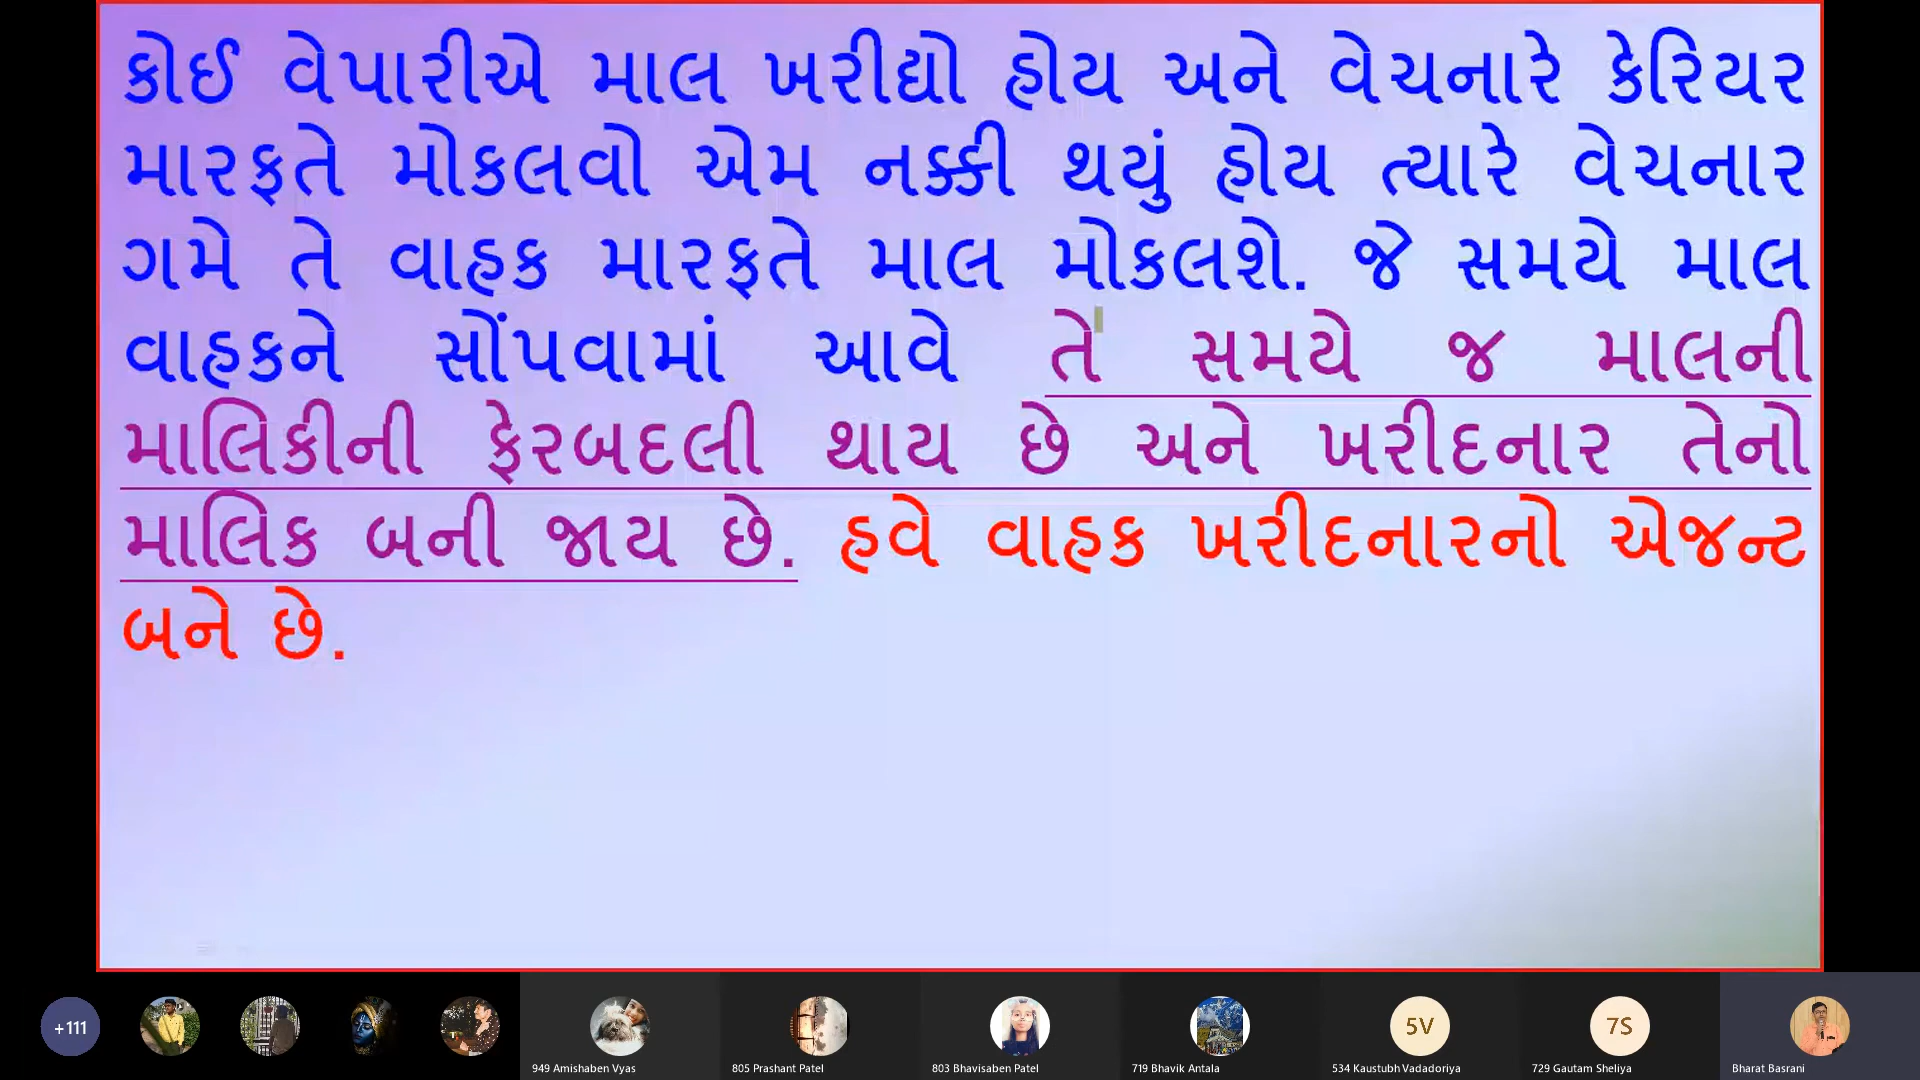 કોઈ વેપારીએ માલ ખરીદ્યો હોય અને વેચનારે કેરિયર
મારફતે મોકલવો એમ નક્કી થયું હોય ત્યારે વેચનાર
ગમે તે વાહક મારફતે માલ મોકલશે. જે સમયે માલ
વાહકને સોંપવામાં આવે તે સમયે જ માલની
માલિકીની ફેરબદલી થાય છે અને ખરીદનાર તેનો
માલિક બની જાય છે. હવે વાહક ખરીદનારનો એજન્ટ
બને છે.
+111
5V
7S
949 Amishaben Vyas
805 Prashant Patel
803 Bhavisaben Patel
719 Bhavik Antala
534 Kaustubh Vadadoriya
729 Gautam Sheliya
Bharat Basrani